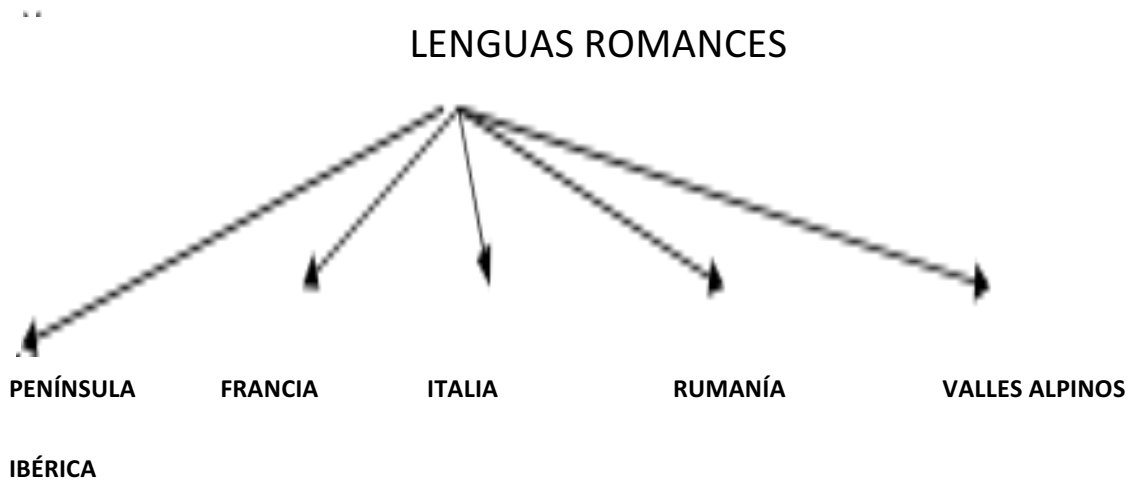 LENGUAS ROMANCES
PENÍNSULA FRANCIA ITALIA RUMANÍA VALLES ALPINOS
IBÉRICA